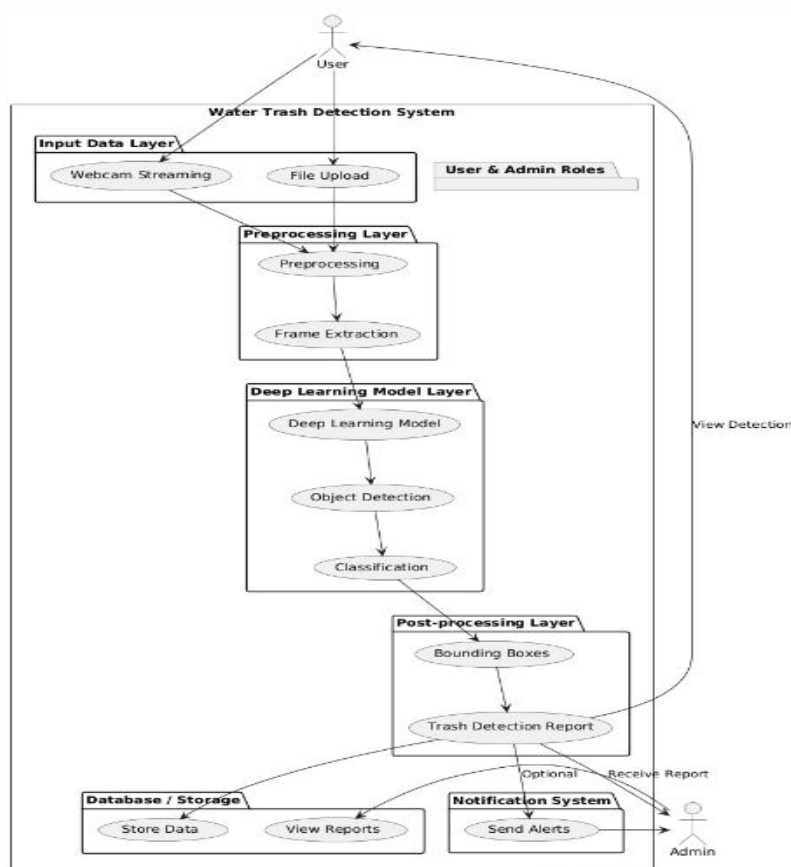 User
Water Trash Detection System
Input Data Layer
Webcam Streaming
File Upload
User & Admin Roles
Preprocessing Layer
Preprocessing
Frame Extraction
Deep Learning Model Layer
Deep Learning Model
View Detection
Object Detection
Classification
Post-processing Layer
Bounding Boxes
Trash Detection Report
Optional
Receive Report
Database / Storage
Notification System
Store Data
View Reports
Send Alerts
Admin